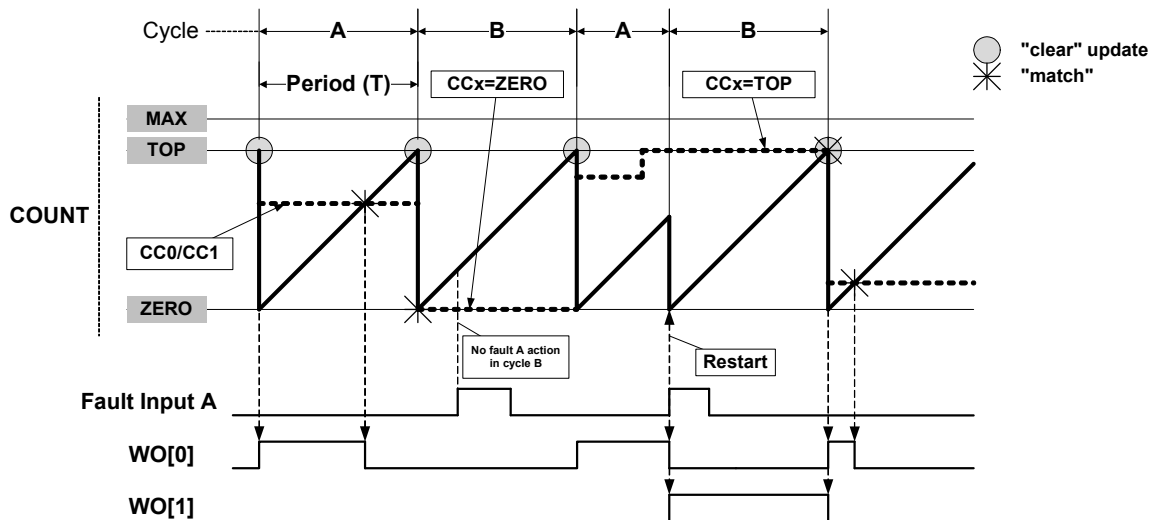 Cycle
A
B
A
B
"clear" update
"match"
Period (T)
CCx=ZERO
CCx=TOP
MAX
TOP
COUNT
CC0/CC1
ZERO
No fault A action
in cycle B
Restart
Fault Input A
WO[0]
WO[1]